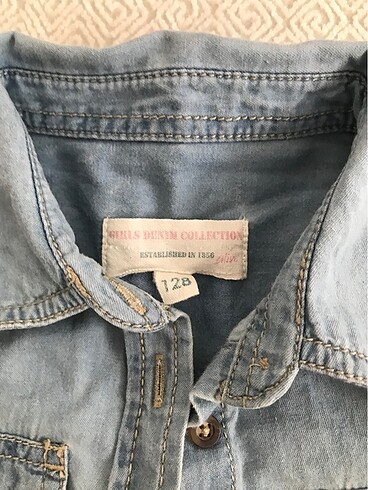 GIRLS DENIM COLLECTION
ESTABLISHED IN 1856
128